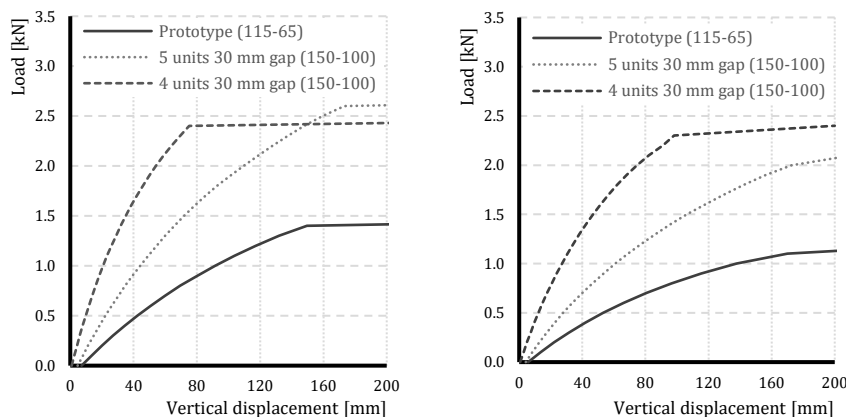 3.5
3.0
2.5
2.0
1.5
1.0
0.5
0.0
Load [kN]
Prototype (115-65)
5 units 30 mm gap (150-100)
4 units 30 mm gap (150-100)
0 40 80 120 160 200
Vertical displacement [mm]
3.5
3.0
2.5
2.0
1.5
1.0
0.5
0.0
Load [kN]
Prototype (115-65)
5 units 30 mm gap (150-100)
4 units 30 mm gap (150-100)
0 40 80 120 160 200
Vertical displacement [mm]